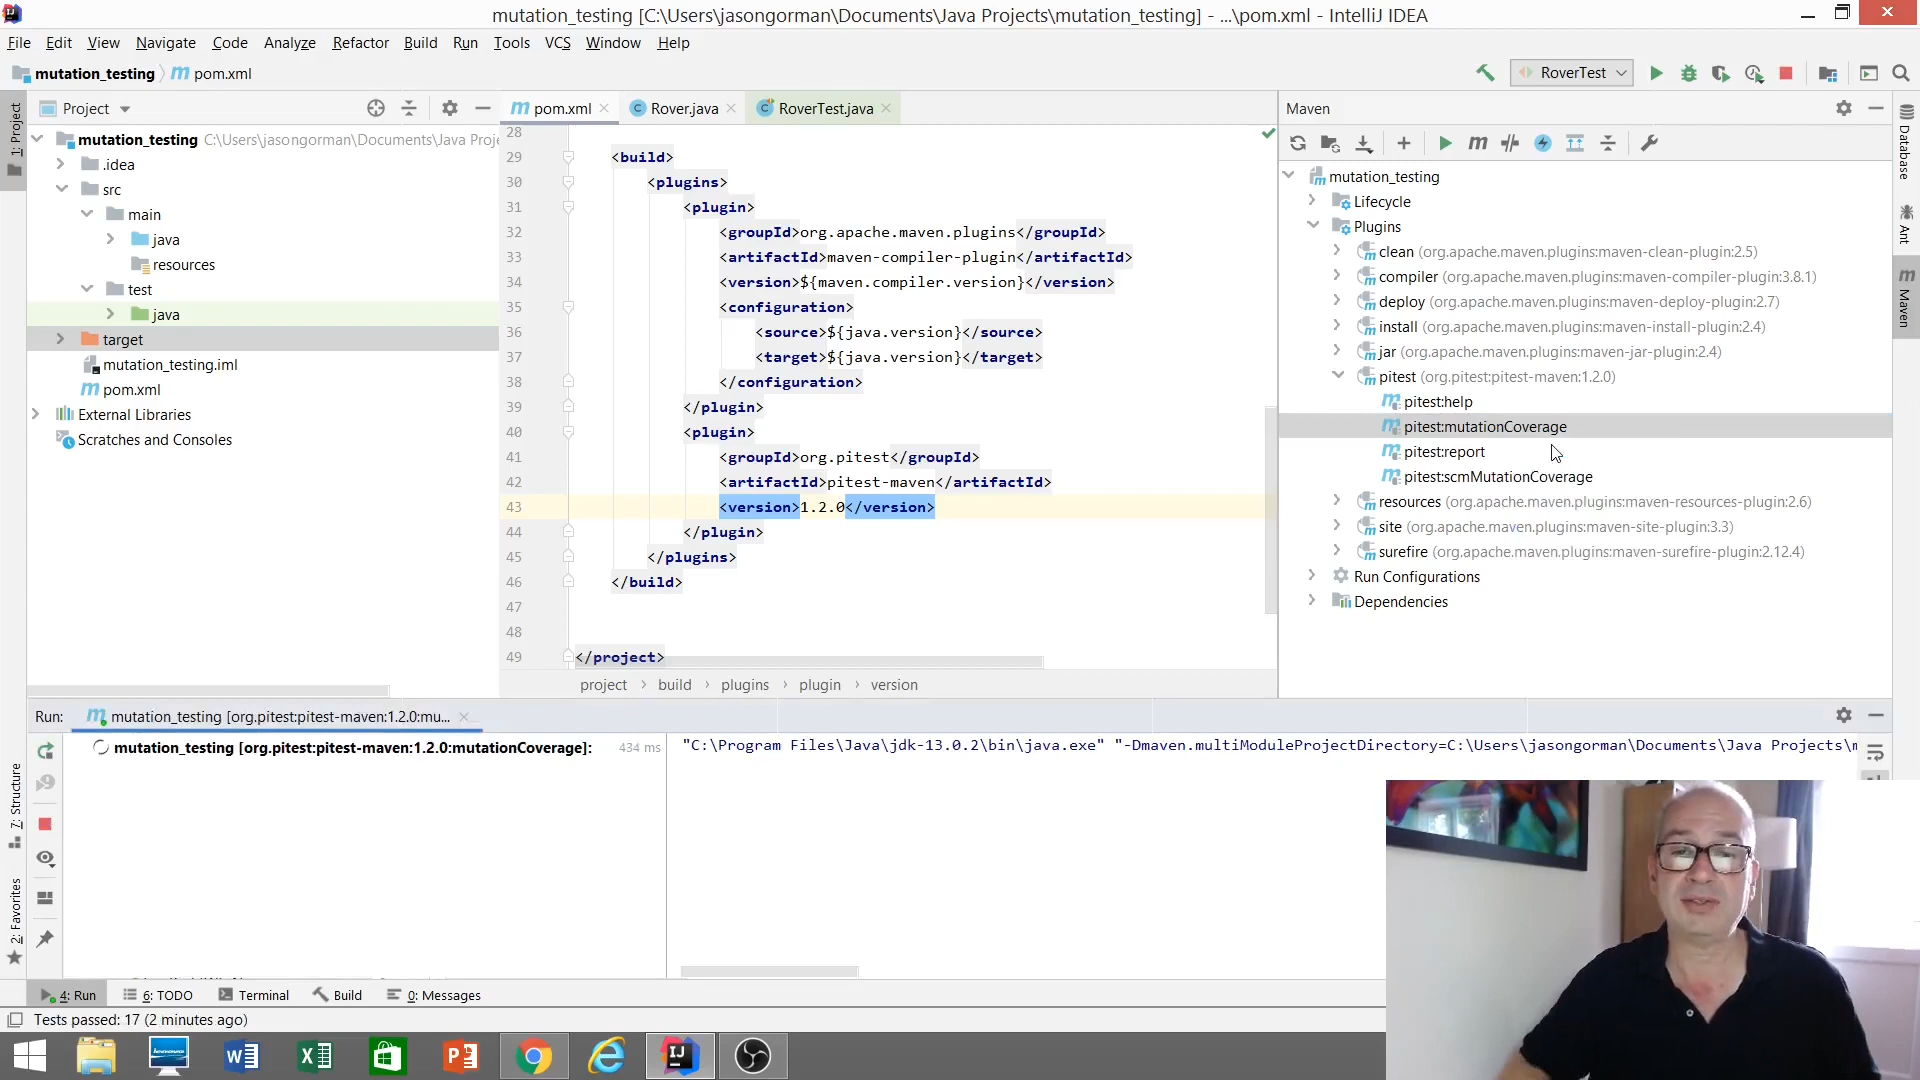 mutation_testing [C:\Users\jasongorman\Documents\Java Projects\mutation_testing] - ...\pom.xml - IntelliJ IDEA
File Edit View Navigate Code Analyze Refactor Build Run Tools VCS Window Help
mutation_testing pom.xml
RoverTest
1: Project
Project
mutation_testing C:\Users\jasongorman\Documents\Java Proje
.idea
src
main
java
resources
test
java
target
mutation_testing.iml
pom.xml
External Libraries
Scratches and Consoles
pom.xml Rover.java RoverTest.java
28
29 <build>
30 <plugins>
31 <plugin>
32 <groupId>org.apache.maven.plugins</groupId>
33 <artifactId>maven-compiler-plugin</artifactId>
34 <version>${maven.compiler.version}</version>
35 <configuration>
36 <source>${java.version}</source>
37 <target>${java.version}</target>
38 </configuration>
39 </plugin>
40 <plugin>
41 <groupId>org.pitest</groupId>
42 <artifactId>pitest-maven</artifactId>
43 <version>1.2.0</version>
44 </plugin>
45 </plugins>
46 </build>
47
48
49 </project>
project › build › plugins › plugin › version
Maven
mutation_testing
Lifecycle
Plugins
clean (org.apache.maven.plugins:maven-clean-plugin:2.5)
compiler (org.apache.maven.plugins:maven-compiler-plugin:3.8.1)
deploy (org.apache.maven.plugins:maven-deploy-plugin:2.7)
install (org.apache.maven.plugins:maven-install-plugin:2.4)
jar (org.apache.maven.plugins:maven-jar-plugin:2.4)
pitest (org.pitest:pitest-maven:1.2.0)
pitest:help
pitest:mutationCoverage
pitest:report
pitest:scmMutationCoverage
resources (org.apache.maven.plugins:maven-resources-plugin:2.6)
site (org.apache.maven.plugins:maven-site-plugin:3.3)
surefire (org.apache.maven.plugins:maven-surefire-plugin:2.12.4)
Run Configurations
Dependencies
Database
Ant
Maven
Run: mutation_testing [org.pitest:pitest-maven:1.2.0:mu...
mutation_testing [org.pitest:pitest-maven:1.2.0:mutationCoverage]: 434 ms
"C:\Program Files\Java\jdk-13.0.2\bin\java.exe" "-Dmaven.multiModuleProjectDirectory=C:\Users\jasongorman\Documents\Java Projects\m
7: Structure
2: Favorites
4: Run 6: TODO Terminal Build 0: Messages
Tests passed: 17 (2 minutes ago)